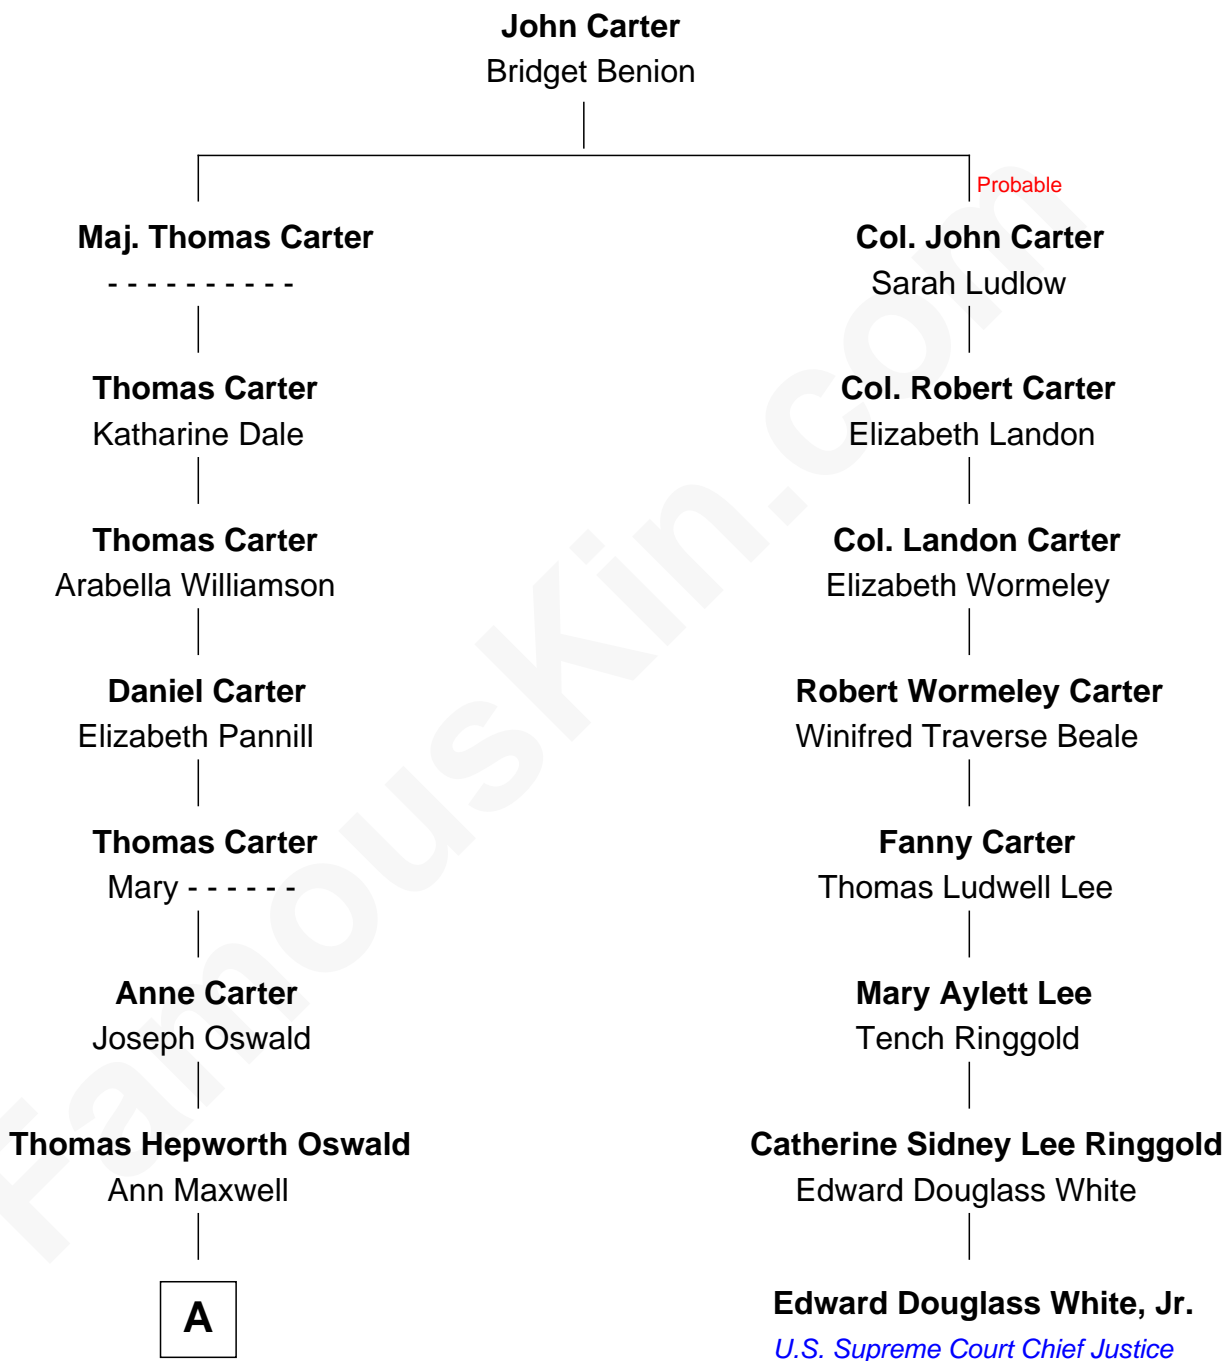 John Carter
Bridget Benion
Probable
Maj. Thomas Carter
- - - - - - - - - -
Col. John Carter
Sarah Ludlow
Thomas Carter
Katharine Dale
Col. Robert Carter
Elizabeth Landon
Thomas Carter
Arabella Williamson
Col. Landon Carter
Elizabeth Wormeley
Daniel Carter
Elizabeth Pannill
Robert Wormeley Carter
Winifred Traverse Beale
Thomas Carter
Mary - - - - - -
Fanny Carter
Thomas Ludwell Lee
Anne Carter
Joseph Oswald
Mary Aylett Lee
Tench Ringgold
Thomas Hepworth Oswald
Ann Maxwell
Catherine Sidney Lee Ringgold
Edward Douglass White
A
Edward Douglass White, Jr.
U.S. Supreme Court Chief Justice
FamousKin.com